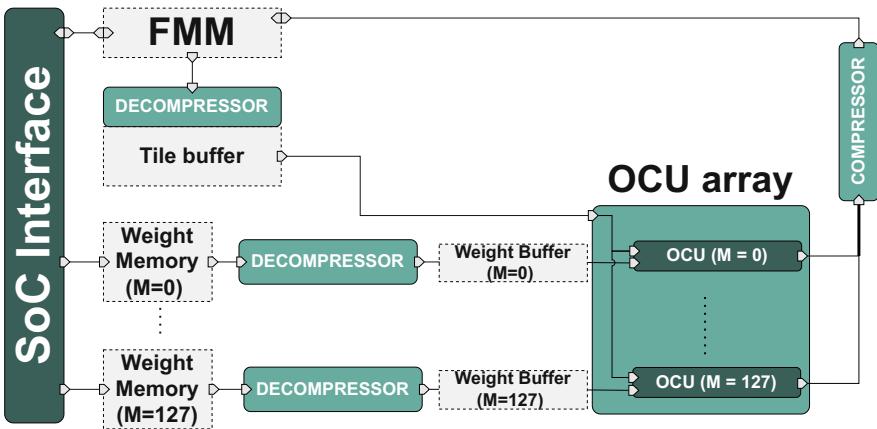 SoC Interface
FMM
DECOMPRESSOR
Tile buffer
COMPRESSOR
OCU array
Weight
Memory
(M=0)
DECOMPRESSOR
Weight Buffer
(M=0)
OCU (M = 0)
Weight
Memory
(M=127)
DECOMPRESSOR
Weight Buffer
(M=127)
OCU (M = 127)